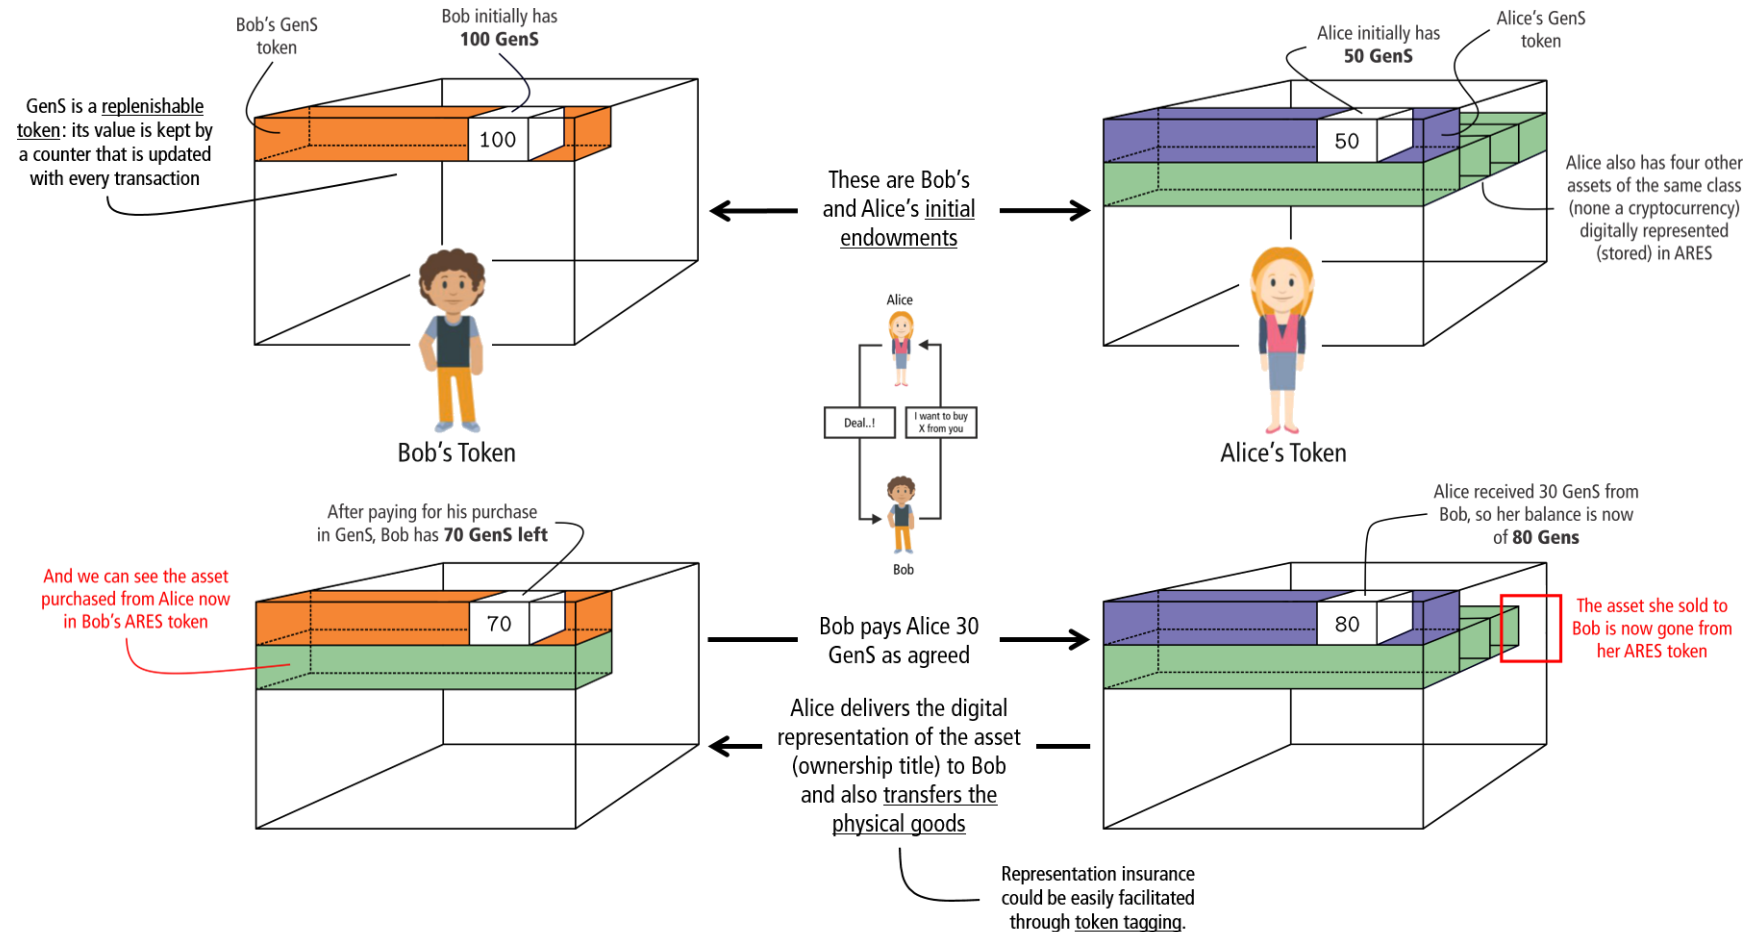 Bob's GenS
token
Bob initially has
100 GenS
GenS is a replenishable
token: its value is kept by
a counter that is updated
with every transaction
100
Bob's Token
These are Bob's
and Alice's initial
endowments
Alice initially has
50 GenS
Alice's GenS
token
50
Alice also has four other
assets of the same class
(none a cryptocurrency)
digitally represented
(stored) in ARES
Alice's Token
Alice
Deal..!
I want to buy
X from you
Bob
After paying for his purchase
in GenS, Bob has 70 GenS left
And we can see the asset
purchased from Alice now
in Bob's ARES token
70
Bob pays Alice 30
GenS as agreed
Alice delivers the digital
representation of the asset
(ownership title) to Bob
and also transfers the
physical goods
Representation insurance
could be easily facilitated
through token tagging.
Alice received 30 GenS from
Bob, so her balance is now
of 80 Gens
80
The asset she sold to
Bob is now gone from
her ARES token